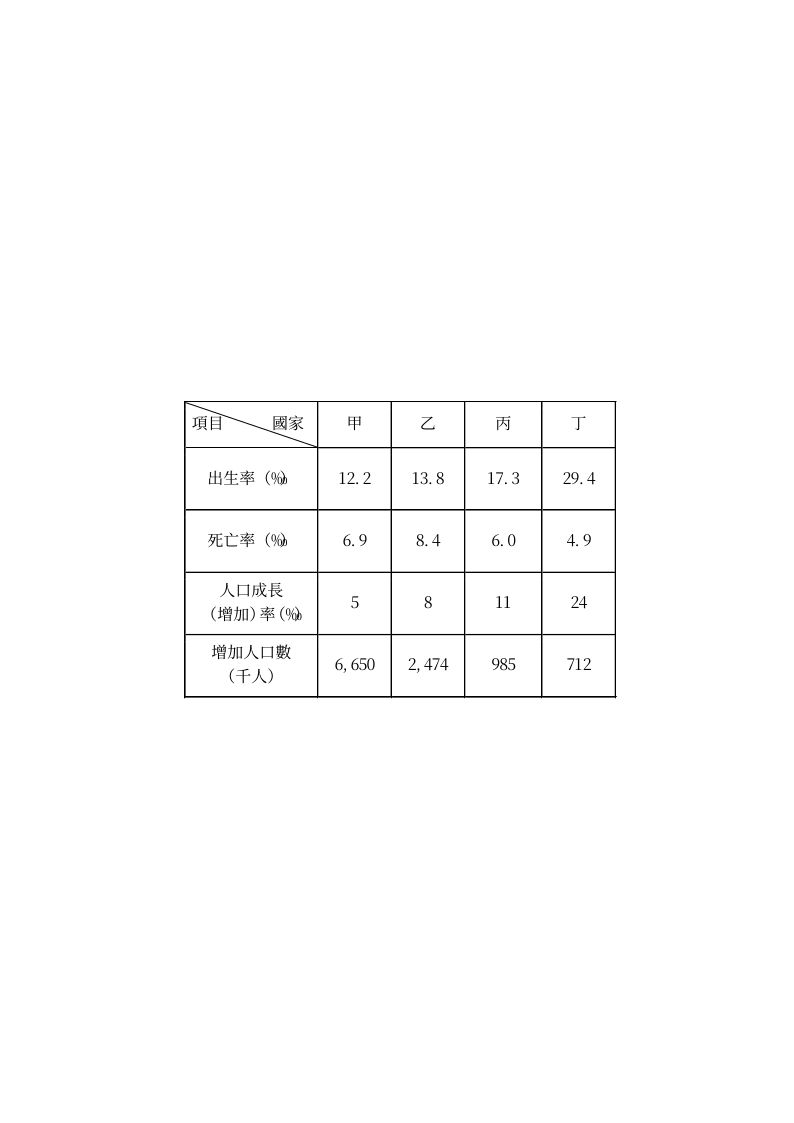 項目 國家 甲 乙 丙 丁
出生率（‰） 12.2 13.8 17.3 29.4
死亡率（‰） 6.9 8.4 6.0 4.9
人口成長
（增加）率（‰） 5 8 11 24
增加人口數
（千人） 6,650 2,474 985 712